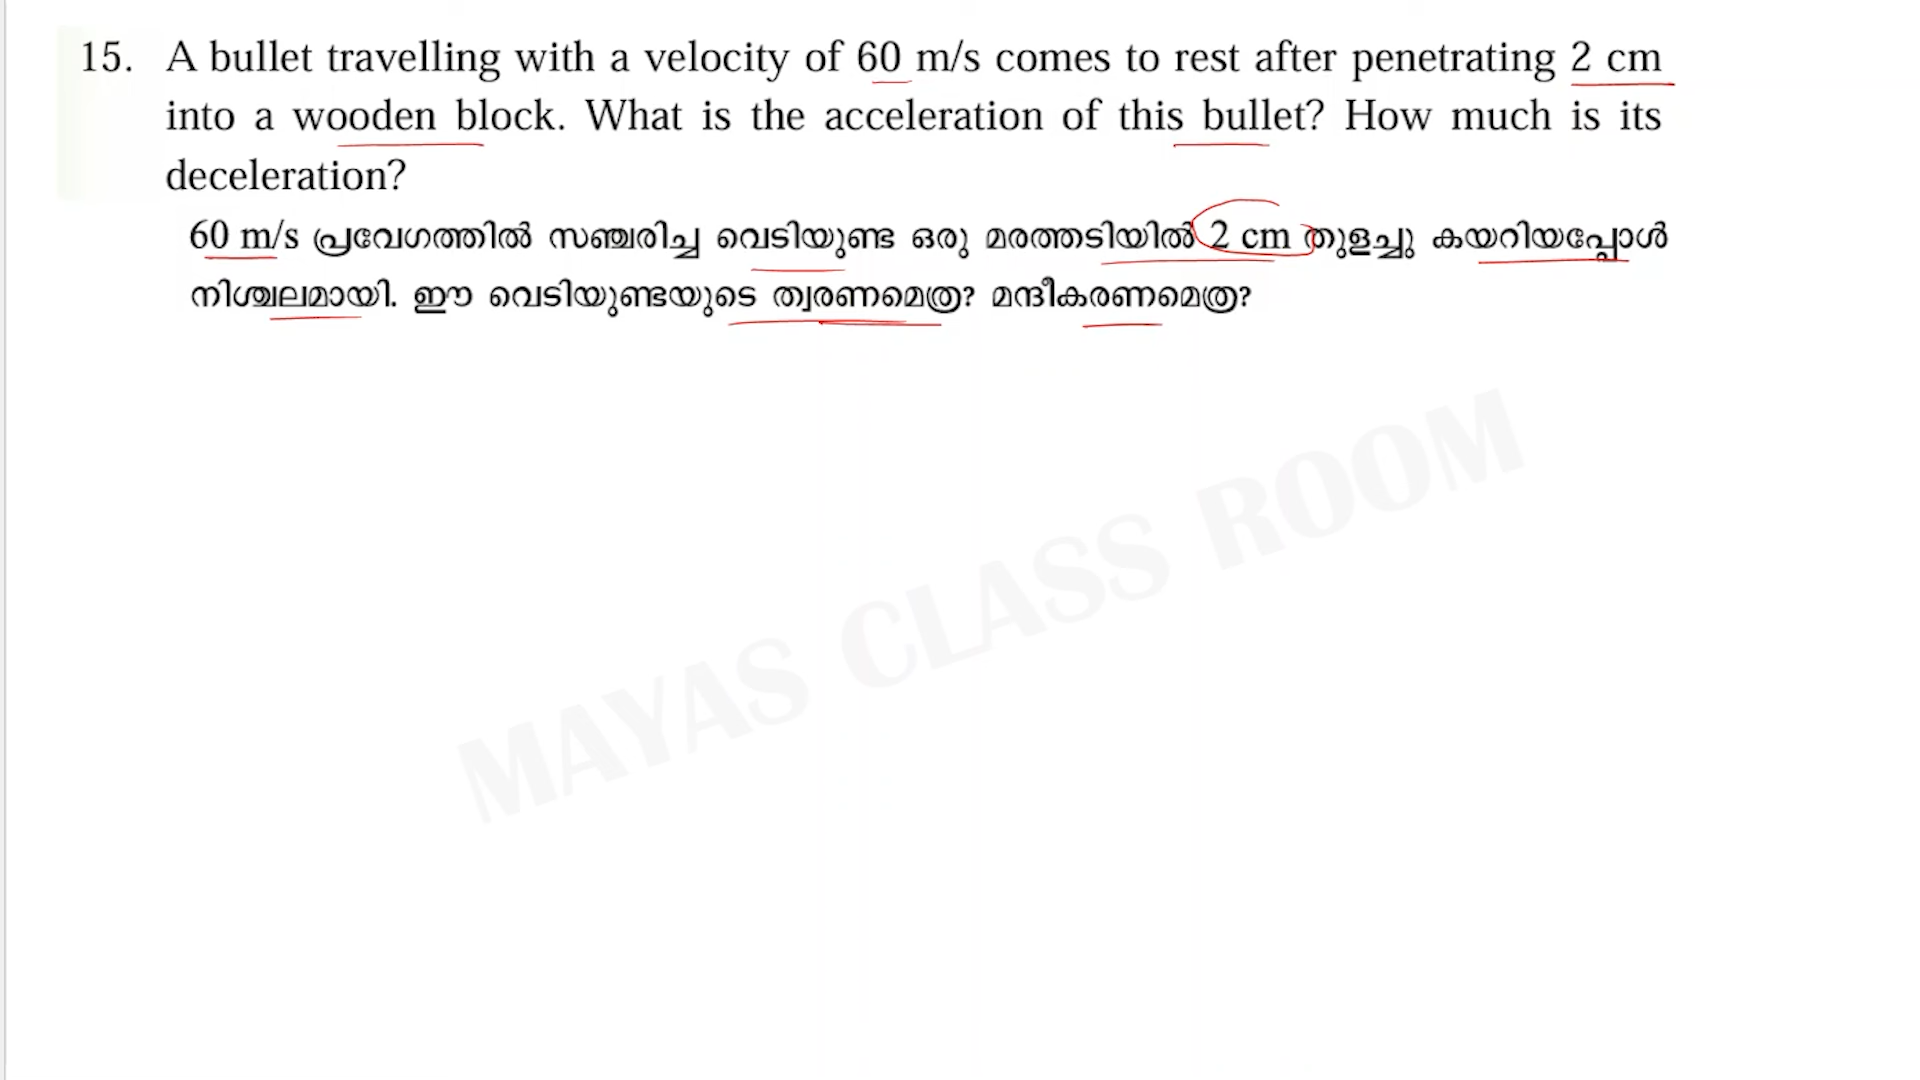 15. A bullet travelling with a velocity of 60 m/s comes to rest after penetrating 2 cm
into a wooden block. What is the acceleration of this bullet? How much is its
deceleration?
60 m/s പ്രവേഗത്തിൽ സഞ്ചരിച്ച വെടിയുണ്ട ഒരു മരത്തടിയിൽ 2 cm തുളച്ചു കയറിയപ്പോൾ
നിശ്ചലമായി. ഈ വെടിയുണ്ടയുടെ ത്വരണമെത്ര? മന്ദീകരണമെത്ര?
MAYAS CLASS ROOM